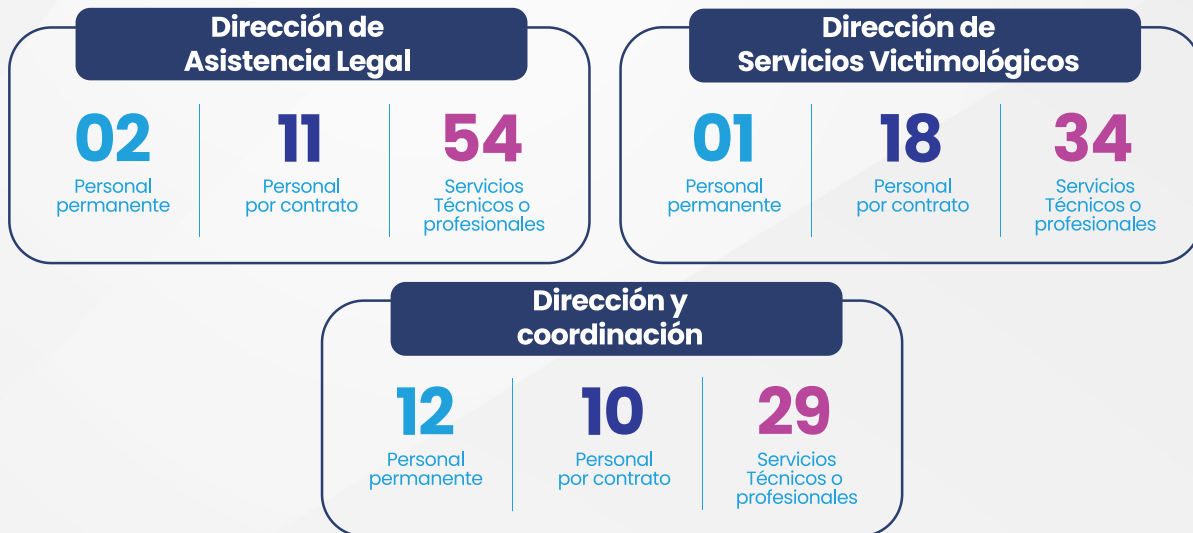 Dirección de
Asistencia Legal
02
Personal
permanente
11
Personal
por contrato
54
Servicios
Técnicos o
profesionales
Dirección de
Servicios Victimológicos
01
Personal
permanente
18
Personal
por contrato
34
Servicios
Técnicos o
profesionales
Dirección y
coordinación
12
Personal
permanente
10
Personal
por contrato
29
Servicios
Técnicos o
profesionales